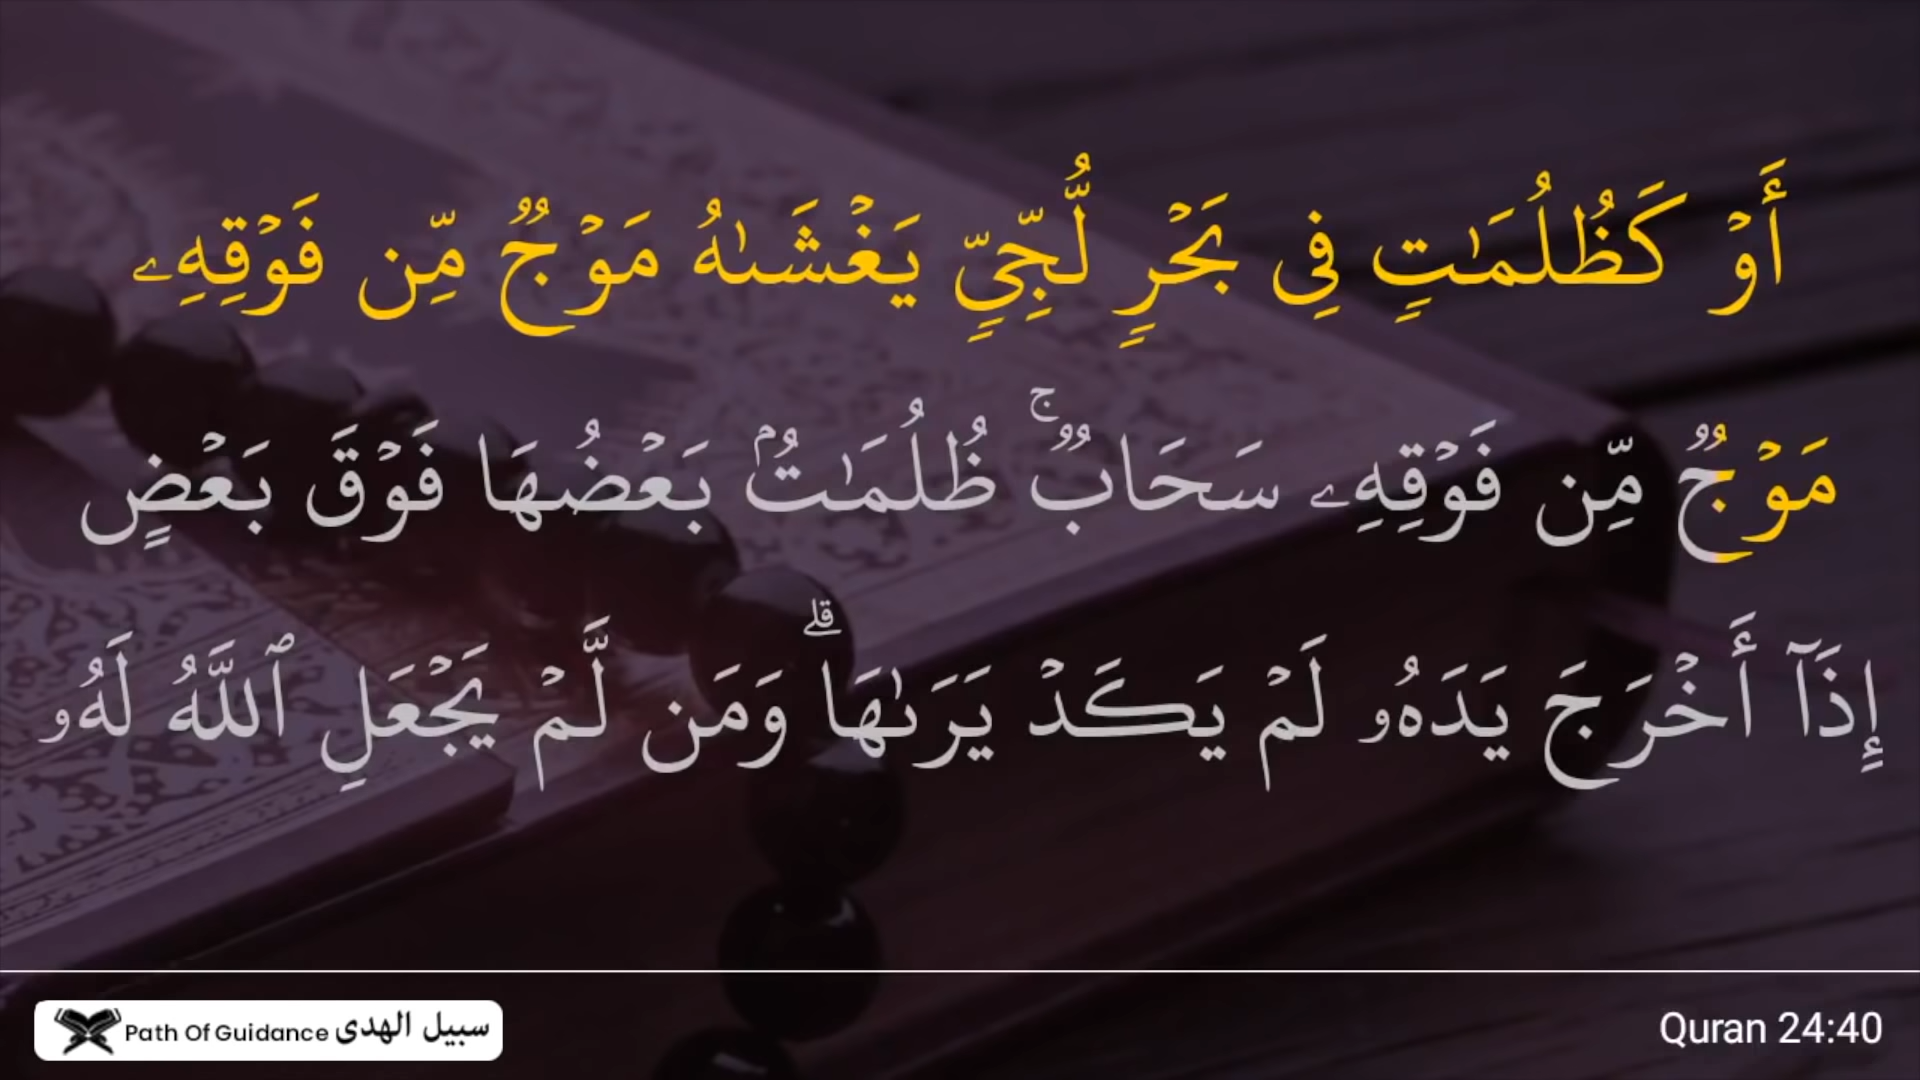 أَوۡ كَظُلُمَٰتٖ فِي بَحۡرٖ لُّجِّيّٖ يَغۡشَىٰهُ مَوۡجٞ مِّن فَوۡقِهِۦ
مَوۡجٞ مِّن فَوۡقِهِۦ سَحَابٞۚ ظُلُمَٰتُۢ بَعۡضُهَا فَوۡقَ بَعۡضٍ
إِذَآ أَخۡرَجَ يَدَهُۥ لَمۡ يَكَدۡ يَرَىٰهَاۗ وَمَن لَّمۡ يَجۡعَلِ ٱللَّهُ لَهُۥ
Path Of Guidance سبيل الهدى
Quran 24:40